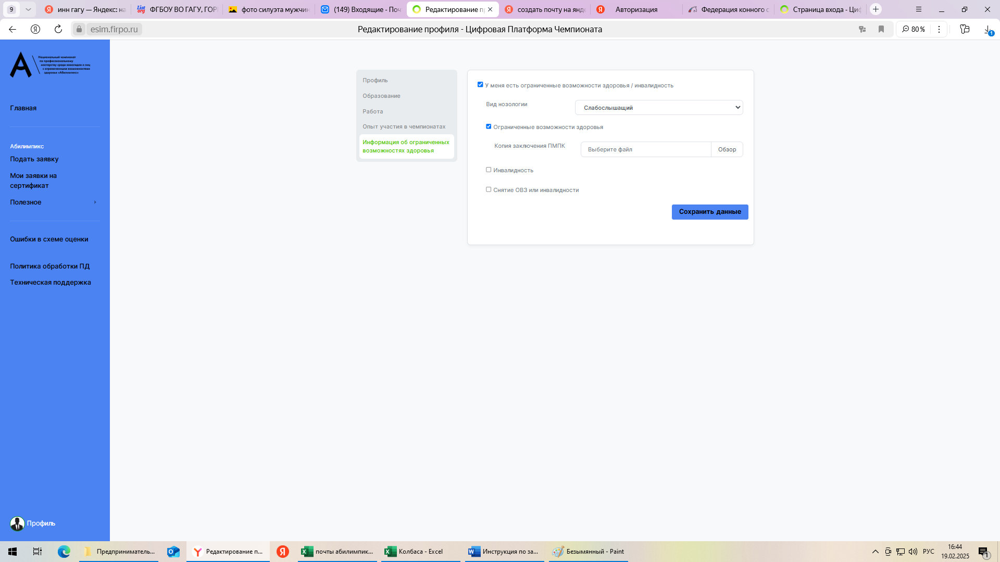 9
инн гагу — Яндекс: на
ФГБОУ ВО ГАГУ, ГОР
фото силуэта мужчин
(149) Входящие - Поч
Редактирование п
создать почту на янде
Авторизация
Федерация конного с
Страница входа - Циф
esim.firpo.ru
Редактирование профиля - Цифровая Платформа Чемпионата
80 %
1
Национальный чемпионат
по профессиональному
мастерству среди инвалидов и лиц
с ограниченными возможностями
здоровья «Абилимпикс»
Главная
Абилимпикс
Подать заявку
Мои заявки на
сертификат
Полезное
Ошибки в схеме оценки
Политика обработки ПД
Техническая поддержка
Профиль
Профиль
Образование
Работа
Опыт участия в чемпионатах
Информация об ограниченных
возможностях здоровья
У меня есть ограниченные возможности здоровья / инвалидность
Вид нозологии
Слабослышащий
Ограниченные возможности здоровья
Копия заключения ПМПК
Выберите файл
Обзор
Инвалидность
Снятие ОВЗ или инвалидности
Сохранить данные
Предприниматель...
Редактирование п...
почты абилимпик...
Колбаса - Excel
Инструкция по за...
Безымянный - Paint
РУС
16:44
19.02.2025
1